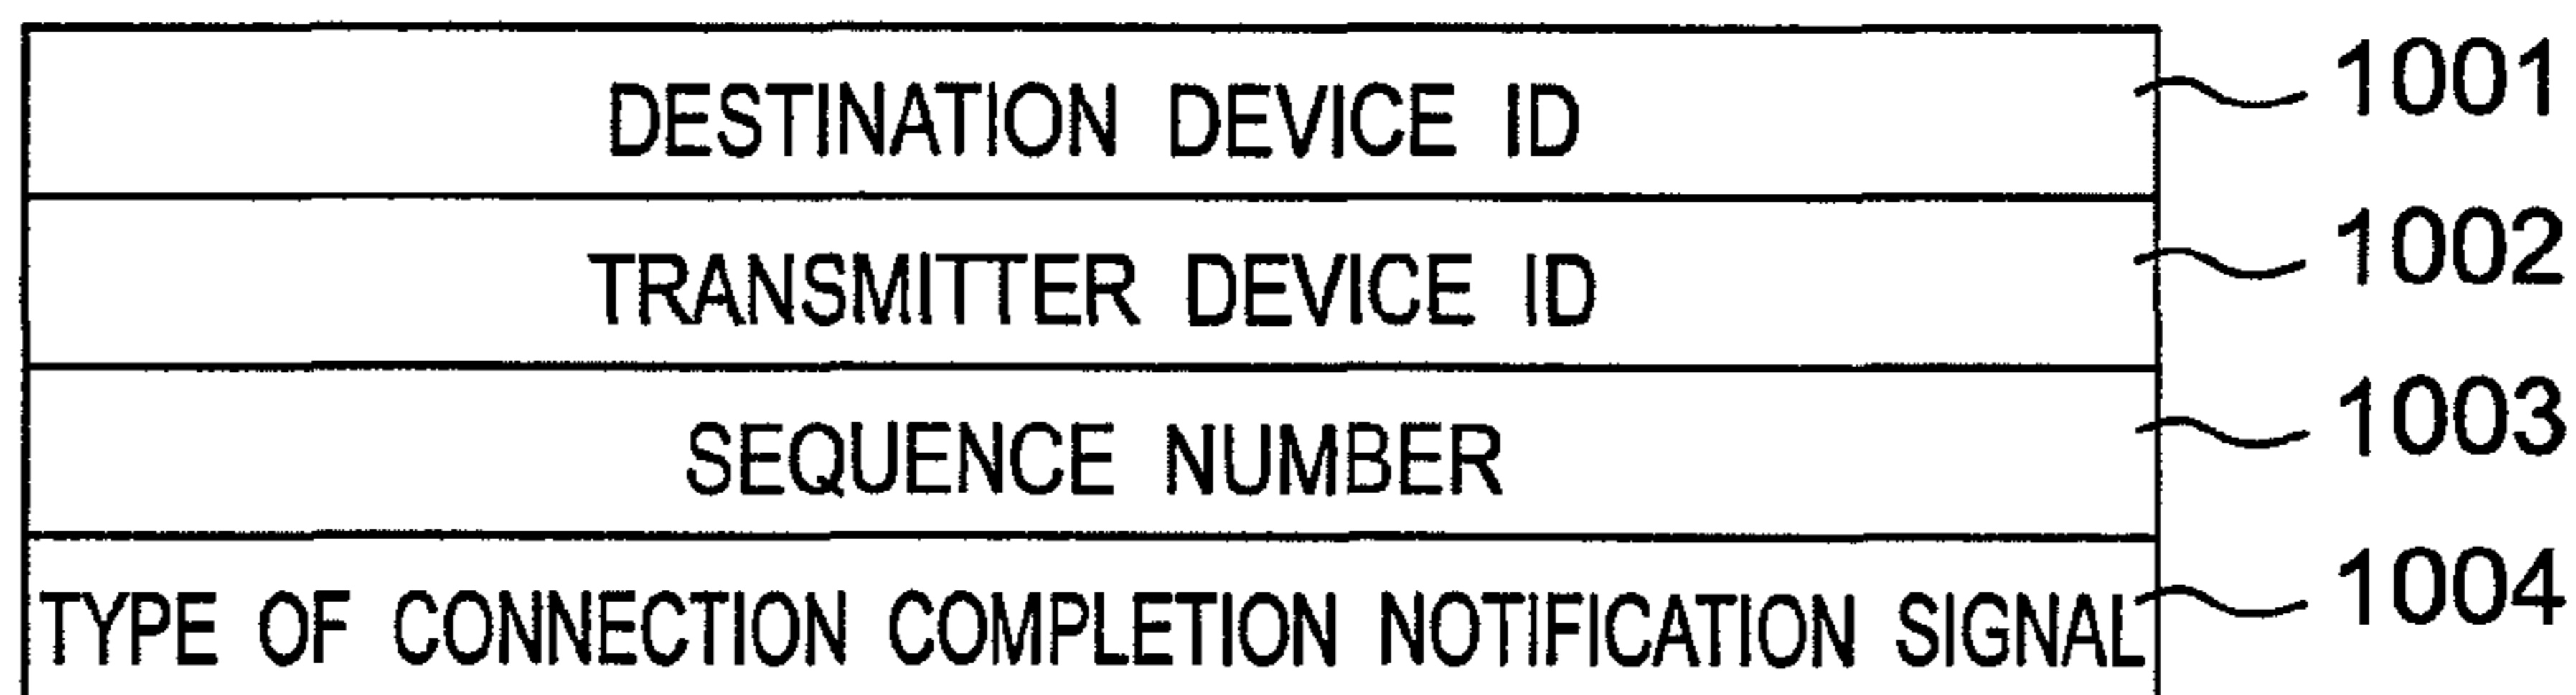 DESTINATION DEVICE ID 1001
TRANSMITTER DEVICE ID 1002
SEQUENCE NUMBER 1003
TYPE OF CONNECTION COMPLETION NOTIFICATION SIGNAL 1004